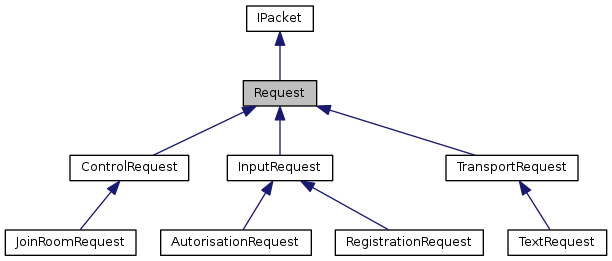 IPacket
Request
ControlRequest
InputRequest
TransportRequest
JoinRoomRequest
AutorisationRequest
RegistrationRequest
TextRequest